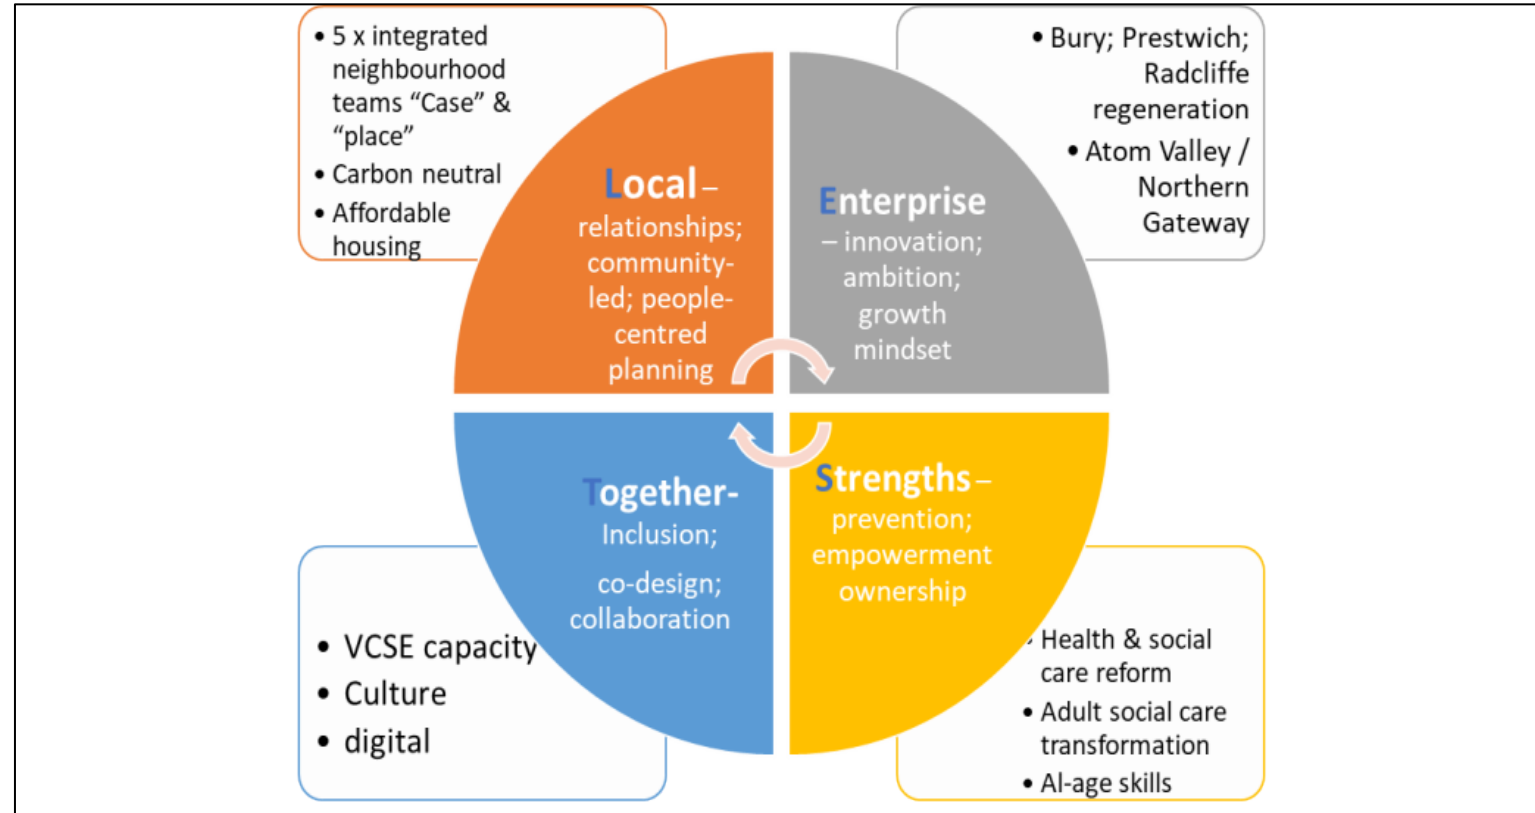 • 5 x integrated
neighbourhood
teams “Case” &
“place”
• Carbon neutral
• Affordable
housing
Local –
relationships;
community-
led; people-
centred
planning
• Bury; Prestwich;
Radcliffe
regeneration
• Atom Valley /
Northern
Gateway
Enterprise
– innovation;
ambition;
growth
mindset
Together-
Inclusion;
co-design;
collaboration
• VCSE capacity
• Culture
• digital
Strengths –
prevention;
empowerment
ownership
• Health & social
care reform
• Adult social care
transformation
• Al-age skills